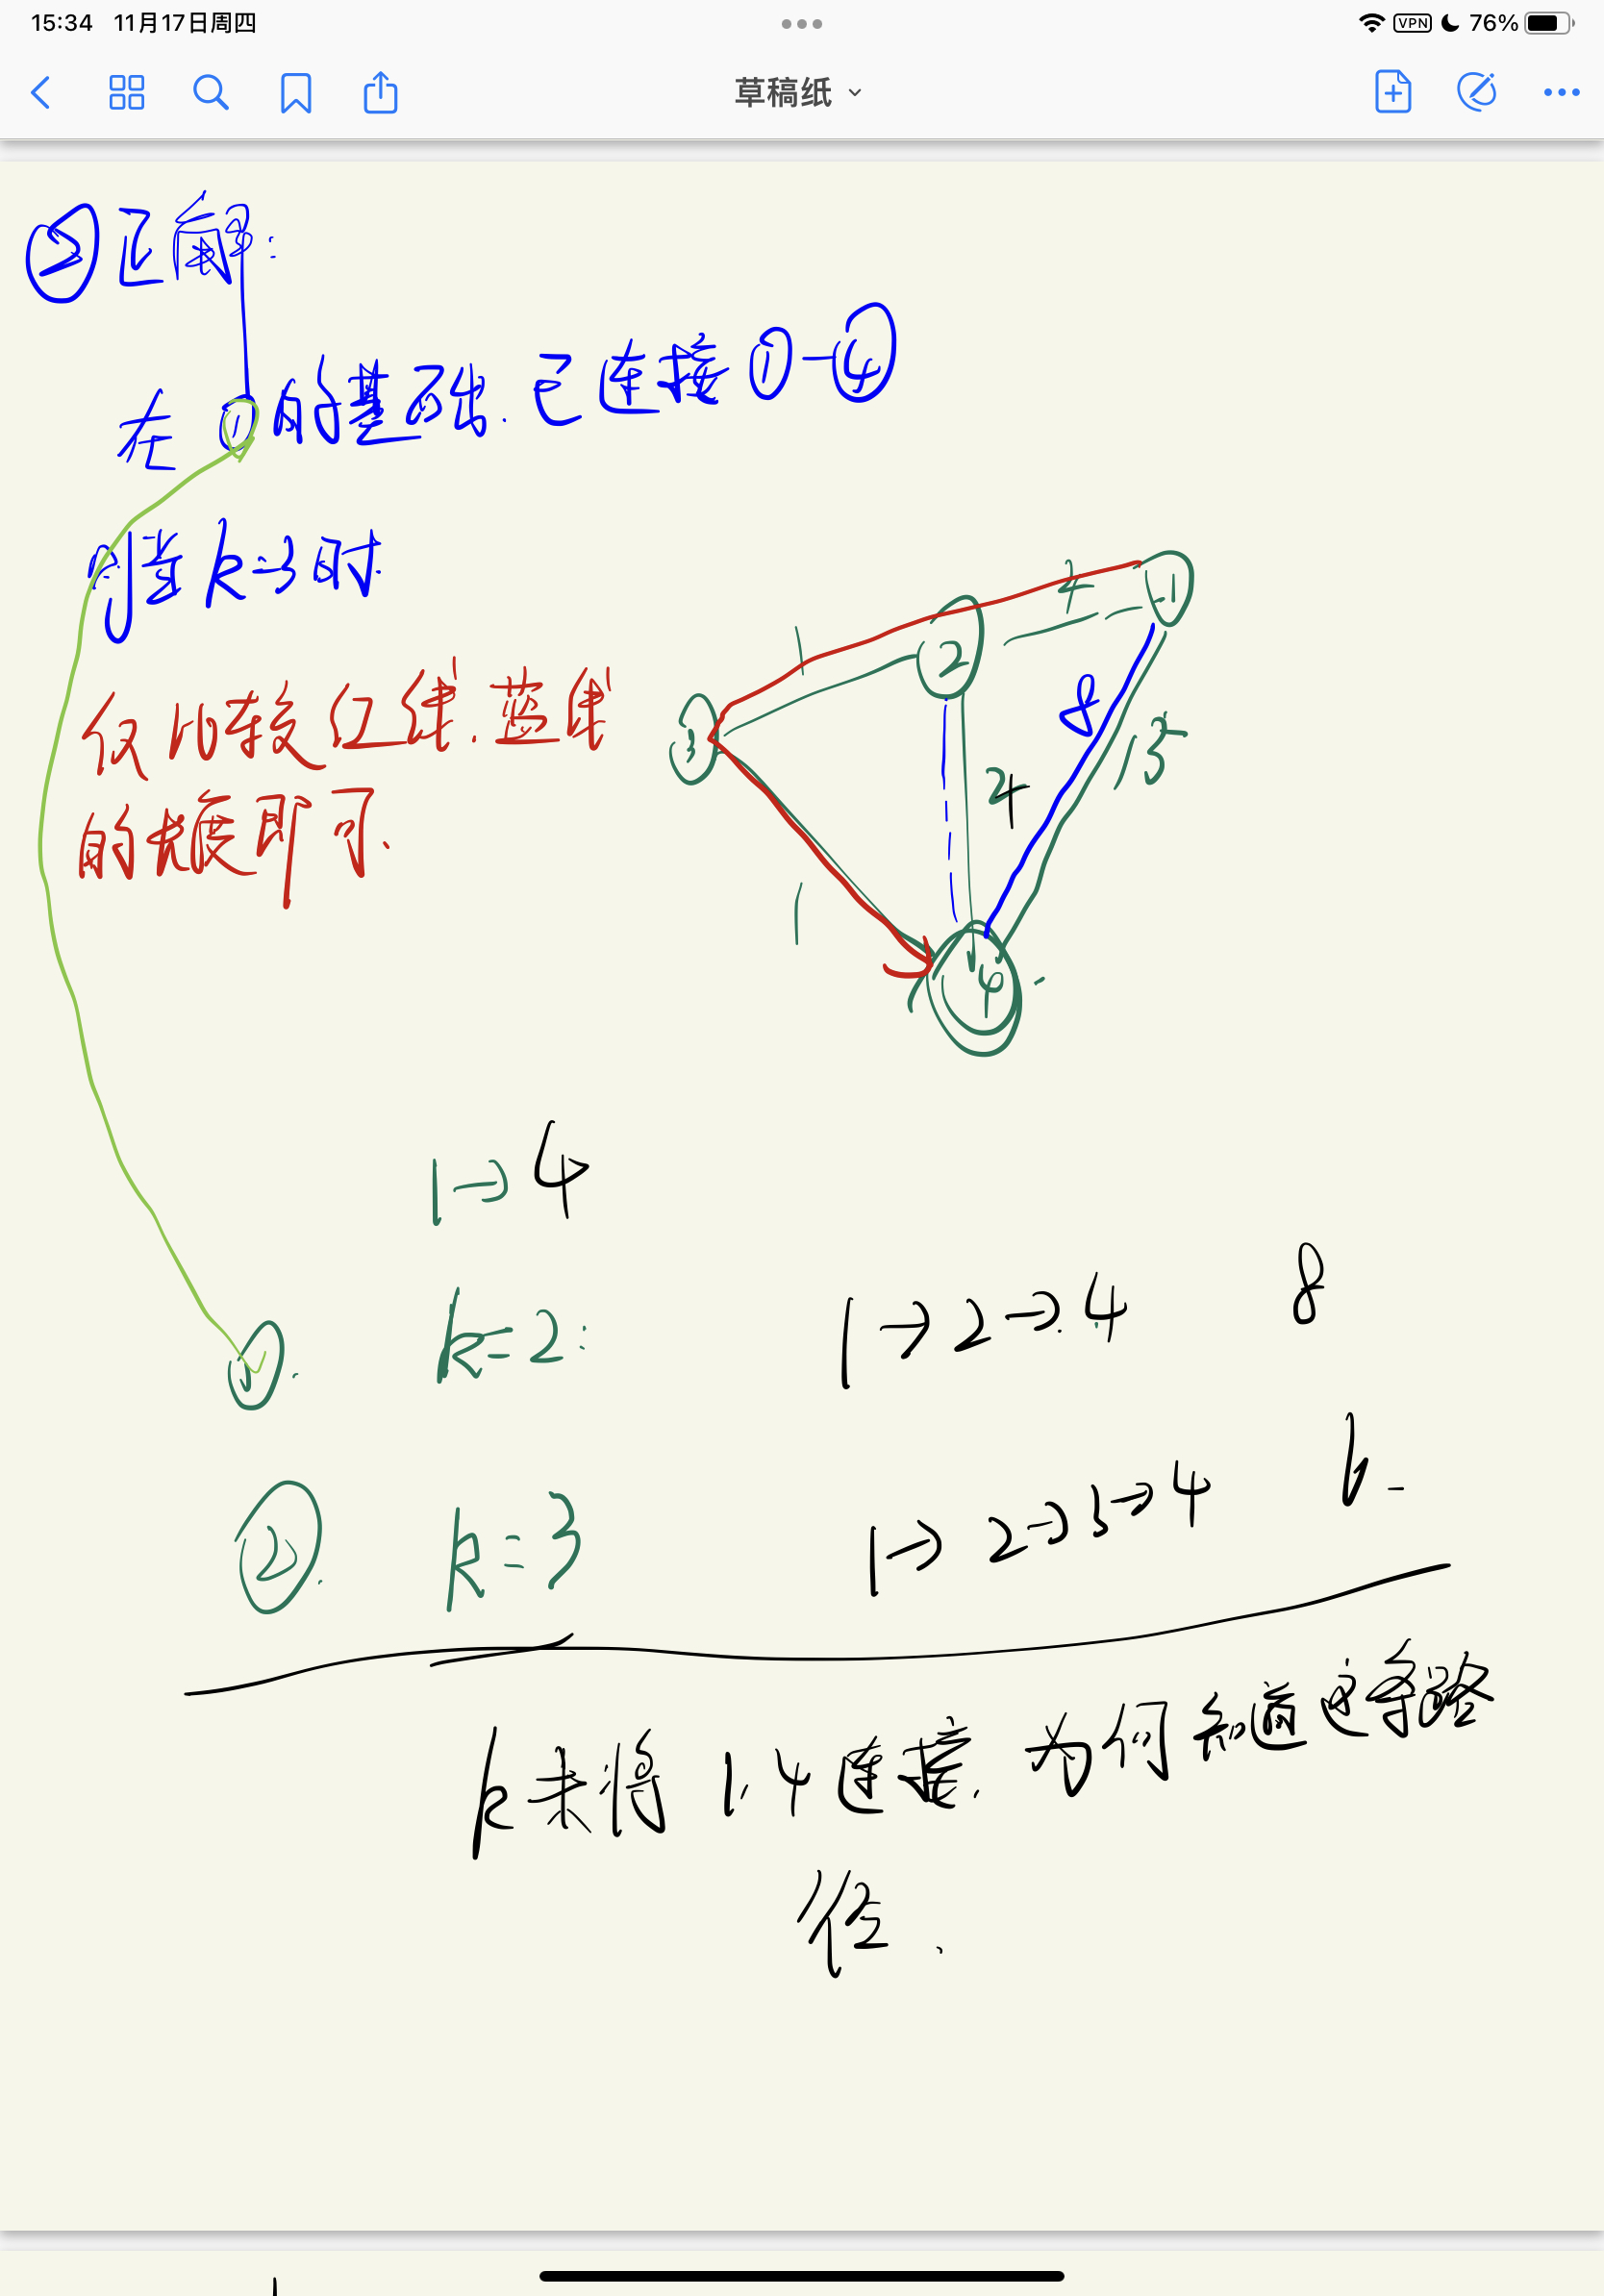 15:34 11月17日周四
VPN 76%
草稿纸
② 正解:
在①的基础.已连接①-④
则当k=3时.
仅比较红线.蓝线
的长度即可.
4
1
2
1
1
3
8
15
4
1
4
1→4
①. k=2: 1→2→4 8
②. k=3 1→2→3→4 6
k未将1.4连接.为何知道这条路
径.